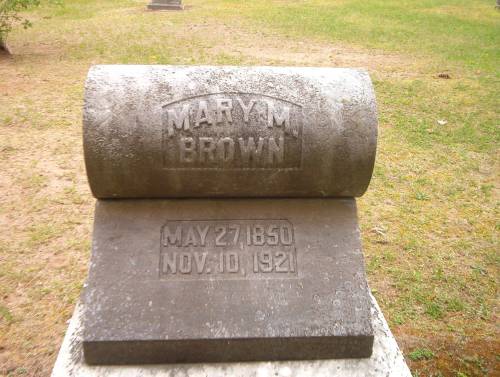 MARY M.
BROWN
MAY 27, 1850
NOV. 10, 1921